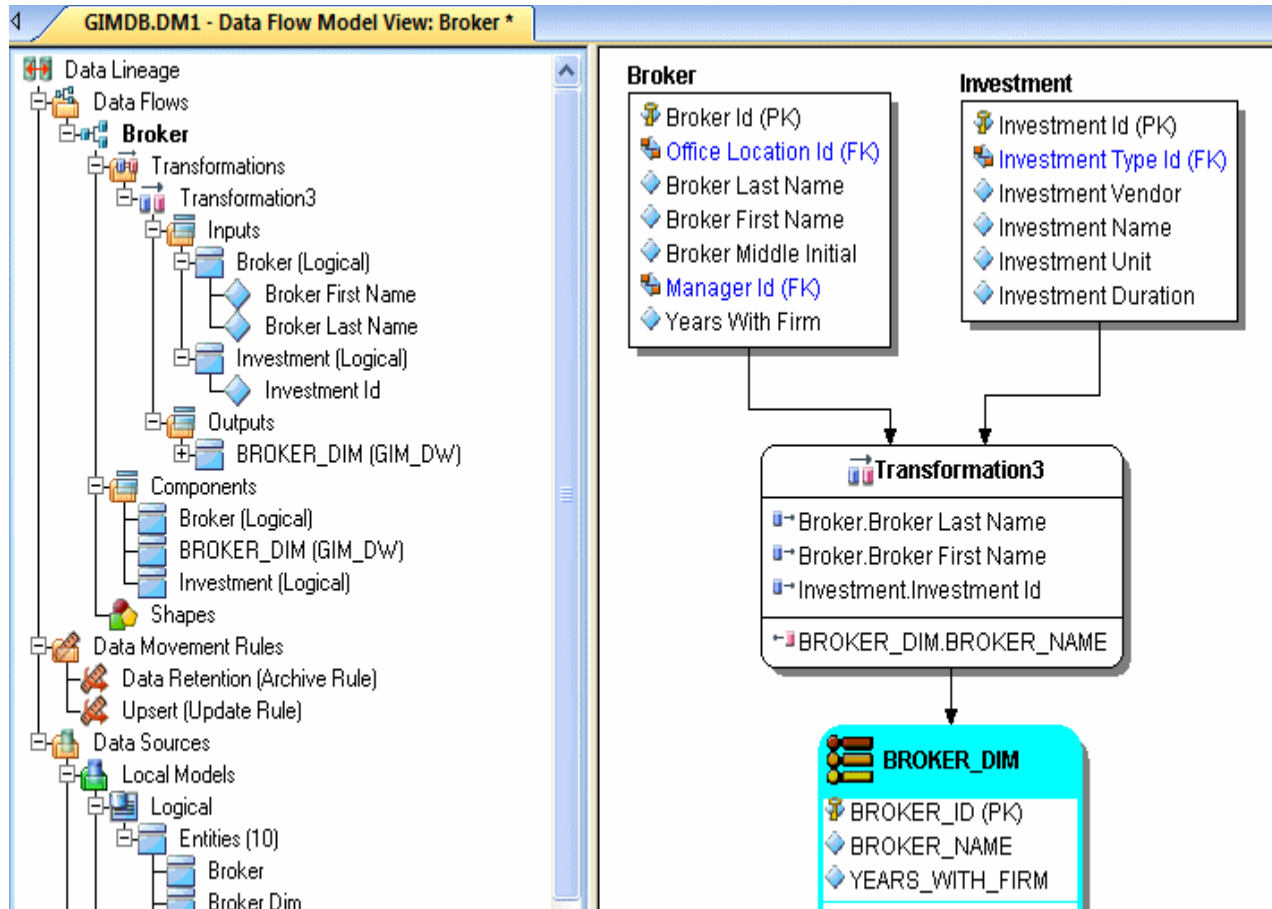 GIMDB.DM1 - Data Flow Model View: Broker *
Data Lineage
Data Flows
Broker
Transformations
Transformation3
Inputs
Broker (Logical)
Broker First Name
Broker Last Name
Investment (Logical)
Investment Id
Outputs
BROKER_DIM (GIM_DW)
Components
Broker (Logical)
BROKER_DIM (GIM_DW)
Investment (Logical)
Shapes
Data Movement Rules
Data Retention (Archive Rule)
Upsert (Update Rule)
Data Sources
Local Models
Logical
Entities (10)
Broker
Broker Dim
Broker
Broker Id (PK)
Office Location Id (FK)
Broker Last Name
Broker First Name
Broker Middle Initial
Manager Id (FK)
Years With Firm
Investment
Investment Id (PK)
Investment Type Id (FK)
Investment Vendor
Investment Name
Investment Unit
Investment Duration
Transformation3
Broker.Broker Last Name
Broker.Broker First Name
Investment.Investment Id
BROKER_DIM.BROKER_NAME
BROKER_DIM
BROKER_ID (PK)
BROKER_NAME
YEARS_WITH_FIRM